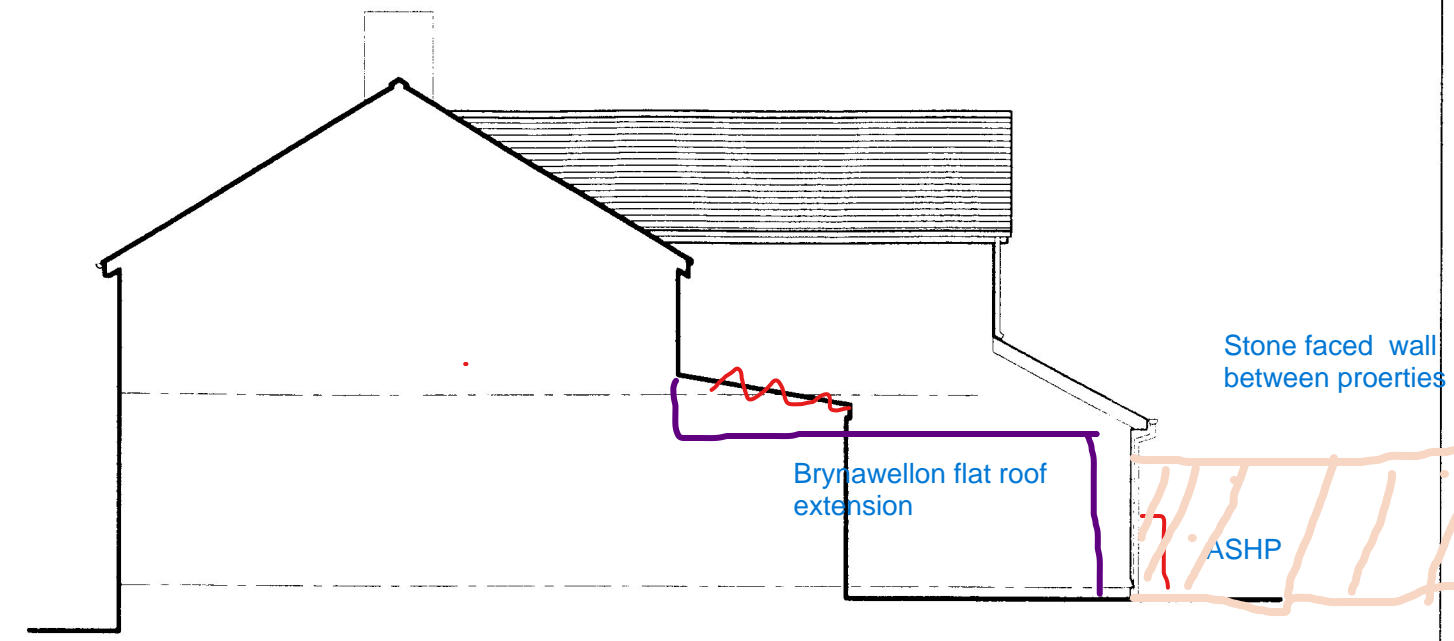 Stone faced wall
between proerties
Brynawellon flat roof
extension
ASHP